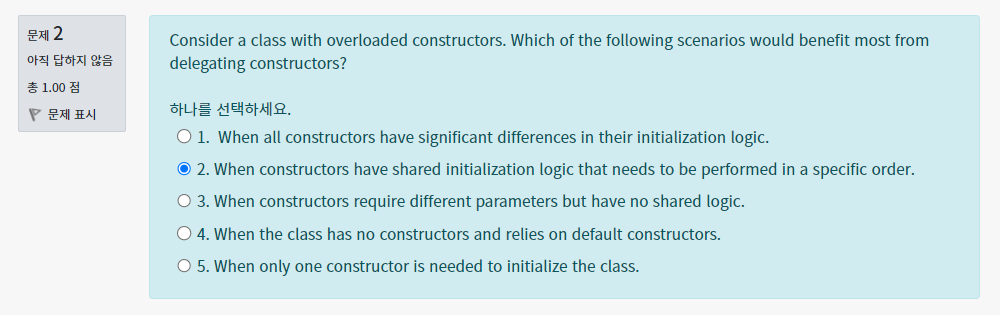 문제 2
아직 답하지 않음
총 1.00 점
문제 표시
Consider a class with overloaded constructors. Which of the following scenarios would benefit most from
delegating constructors?
하나를 선택하세요.
1. When all constructors have significant differences in their initialization logic.
2. When constructors have shared initialization logic that needs to be performed in a specific order.
3. When constructors require different parameters but have no shared logic.
4. When the class has no constructors and relies on default constructors.
5. When only one constructor is needed to initialize the class.